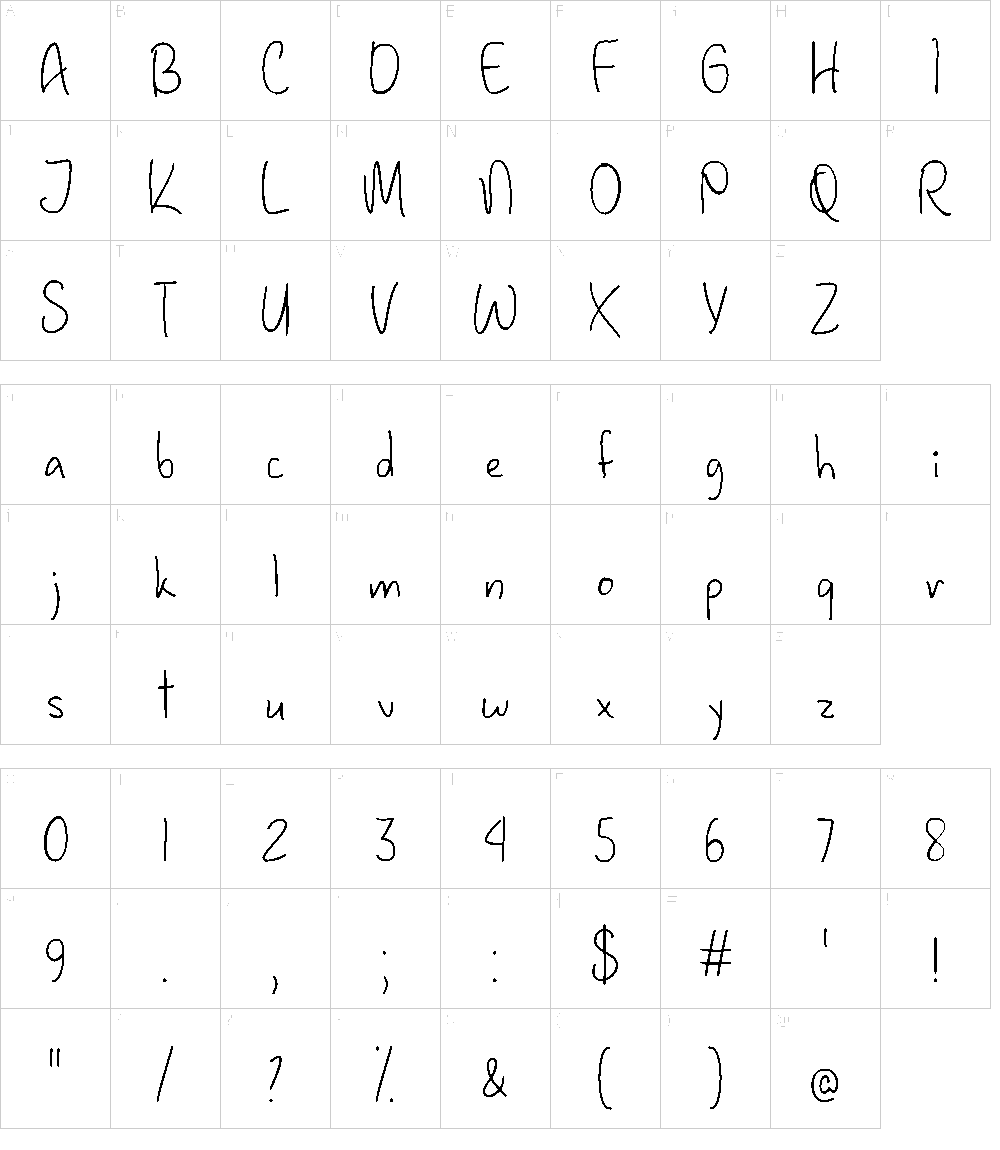 A B C D E F G H I
J K L M N O P Q R
S T U V W X Y Z
a b c d e f g h i
j k l m n o p q r
s t u v w x y z
0 1 2 3 4 5 6 7 8
9 . , ; : $ # ' !
" / ? % & ( ) @